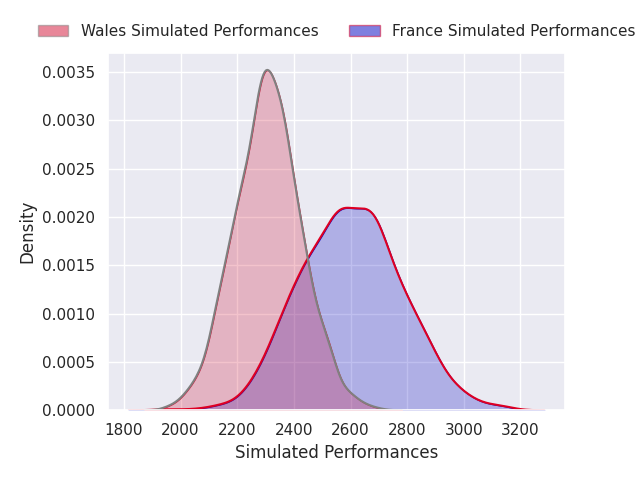 Wales Simulated Performances France Simulated Performances
0.0035
0.0030
0.0025
0.0020
0.0015
0.0010
0.0005
0.0000
Density
1800 2000 2200 2400 2600 2800 3000 3200
Simulated Performances